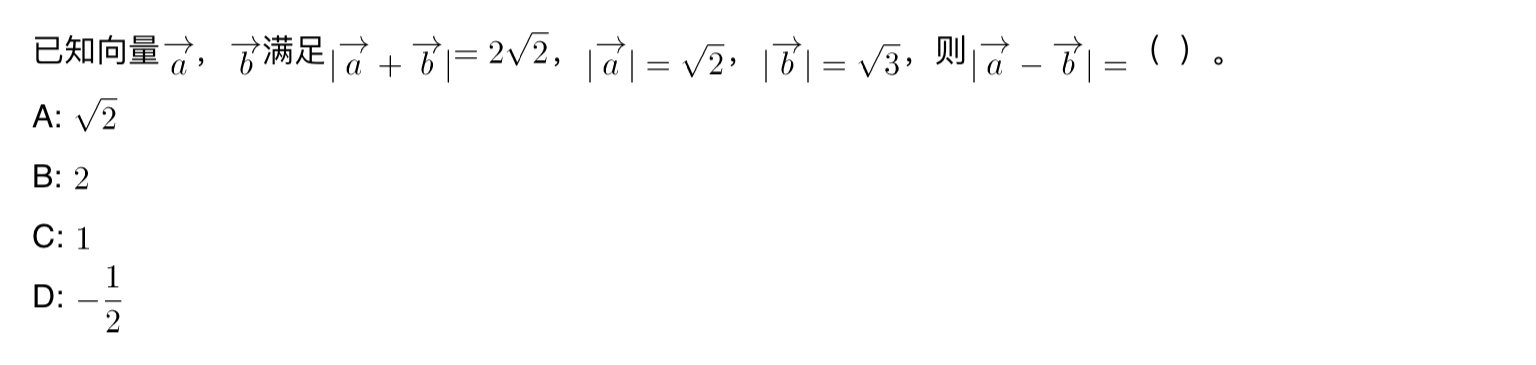 已知向量$\overrightarrow{a}$，$\overrightarrow{b}$满足$|\overrightarrow{a}+\overrightarrow{b}|=2\sqrt{2}$，$|\overrightarrow{a}|=\sqrt{2}$，$|\overrightarrow{b}|=\sqrt{3}$，则$|\overrightarrow{a}-\overrightarrow{b}|=$（ ）。
A: $\sqrt{2}$
B: $2$
C: $1$
D: $-\frac{1}{2}$